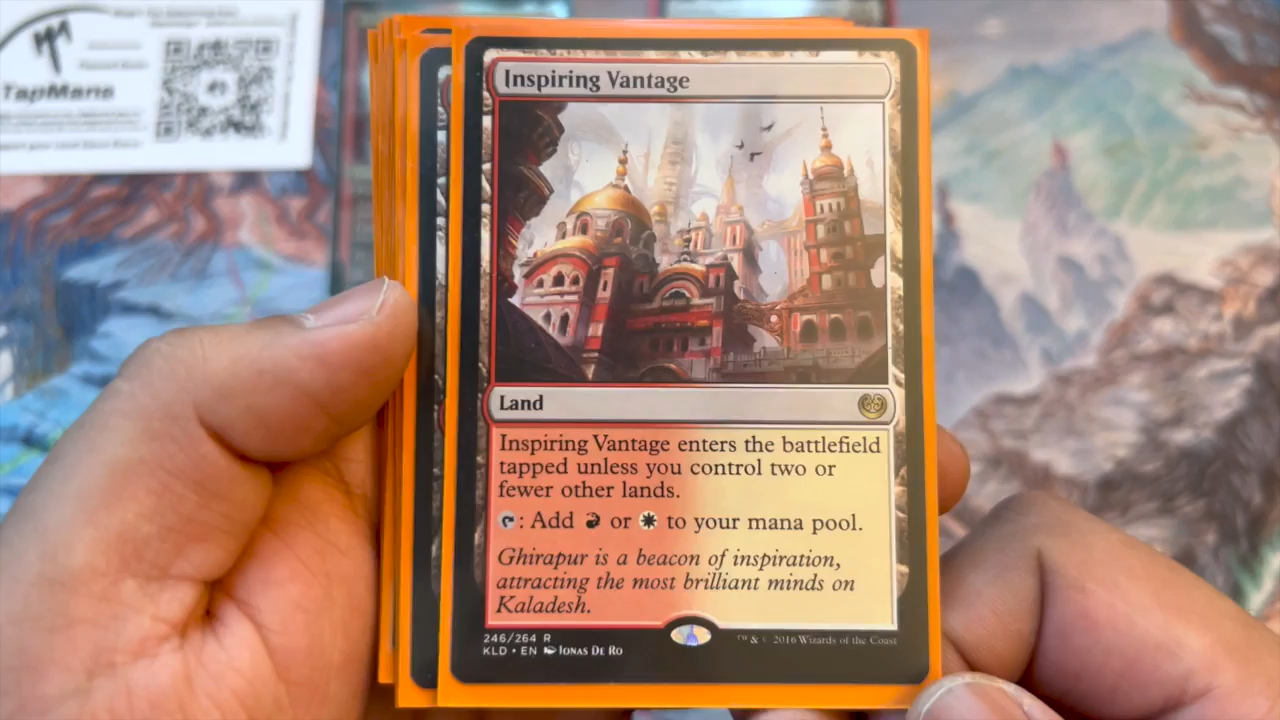 TapMana
Inspiring Vantage
Land
Inspiring Vantage enters the battlefield
tapped unless you control two or
fewer other lands.
: Add or to your mana pool.
Ghirapur is a beacon of inspiration,
attracting the most brilliant minds on
Kaladesh.
246/264 R
KLD • EN Jonas De Ro
™ & © 2016 Wizards of the Coast